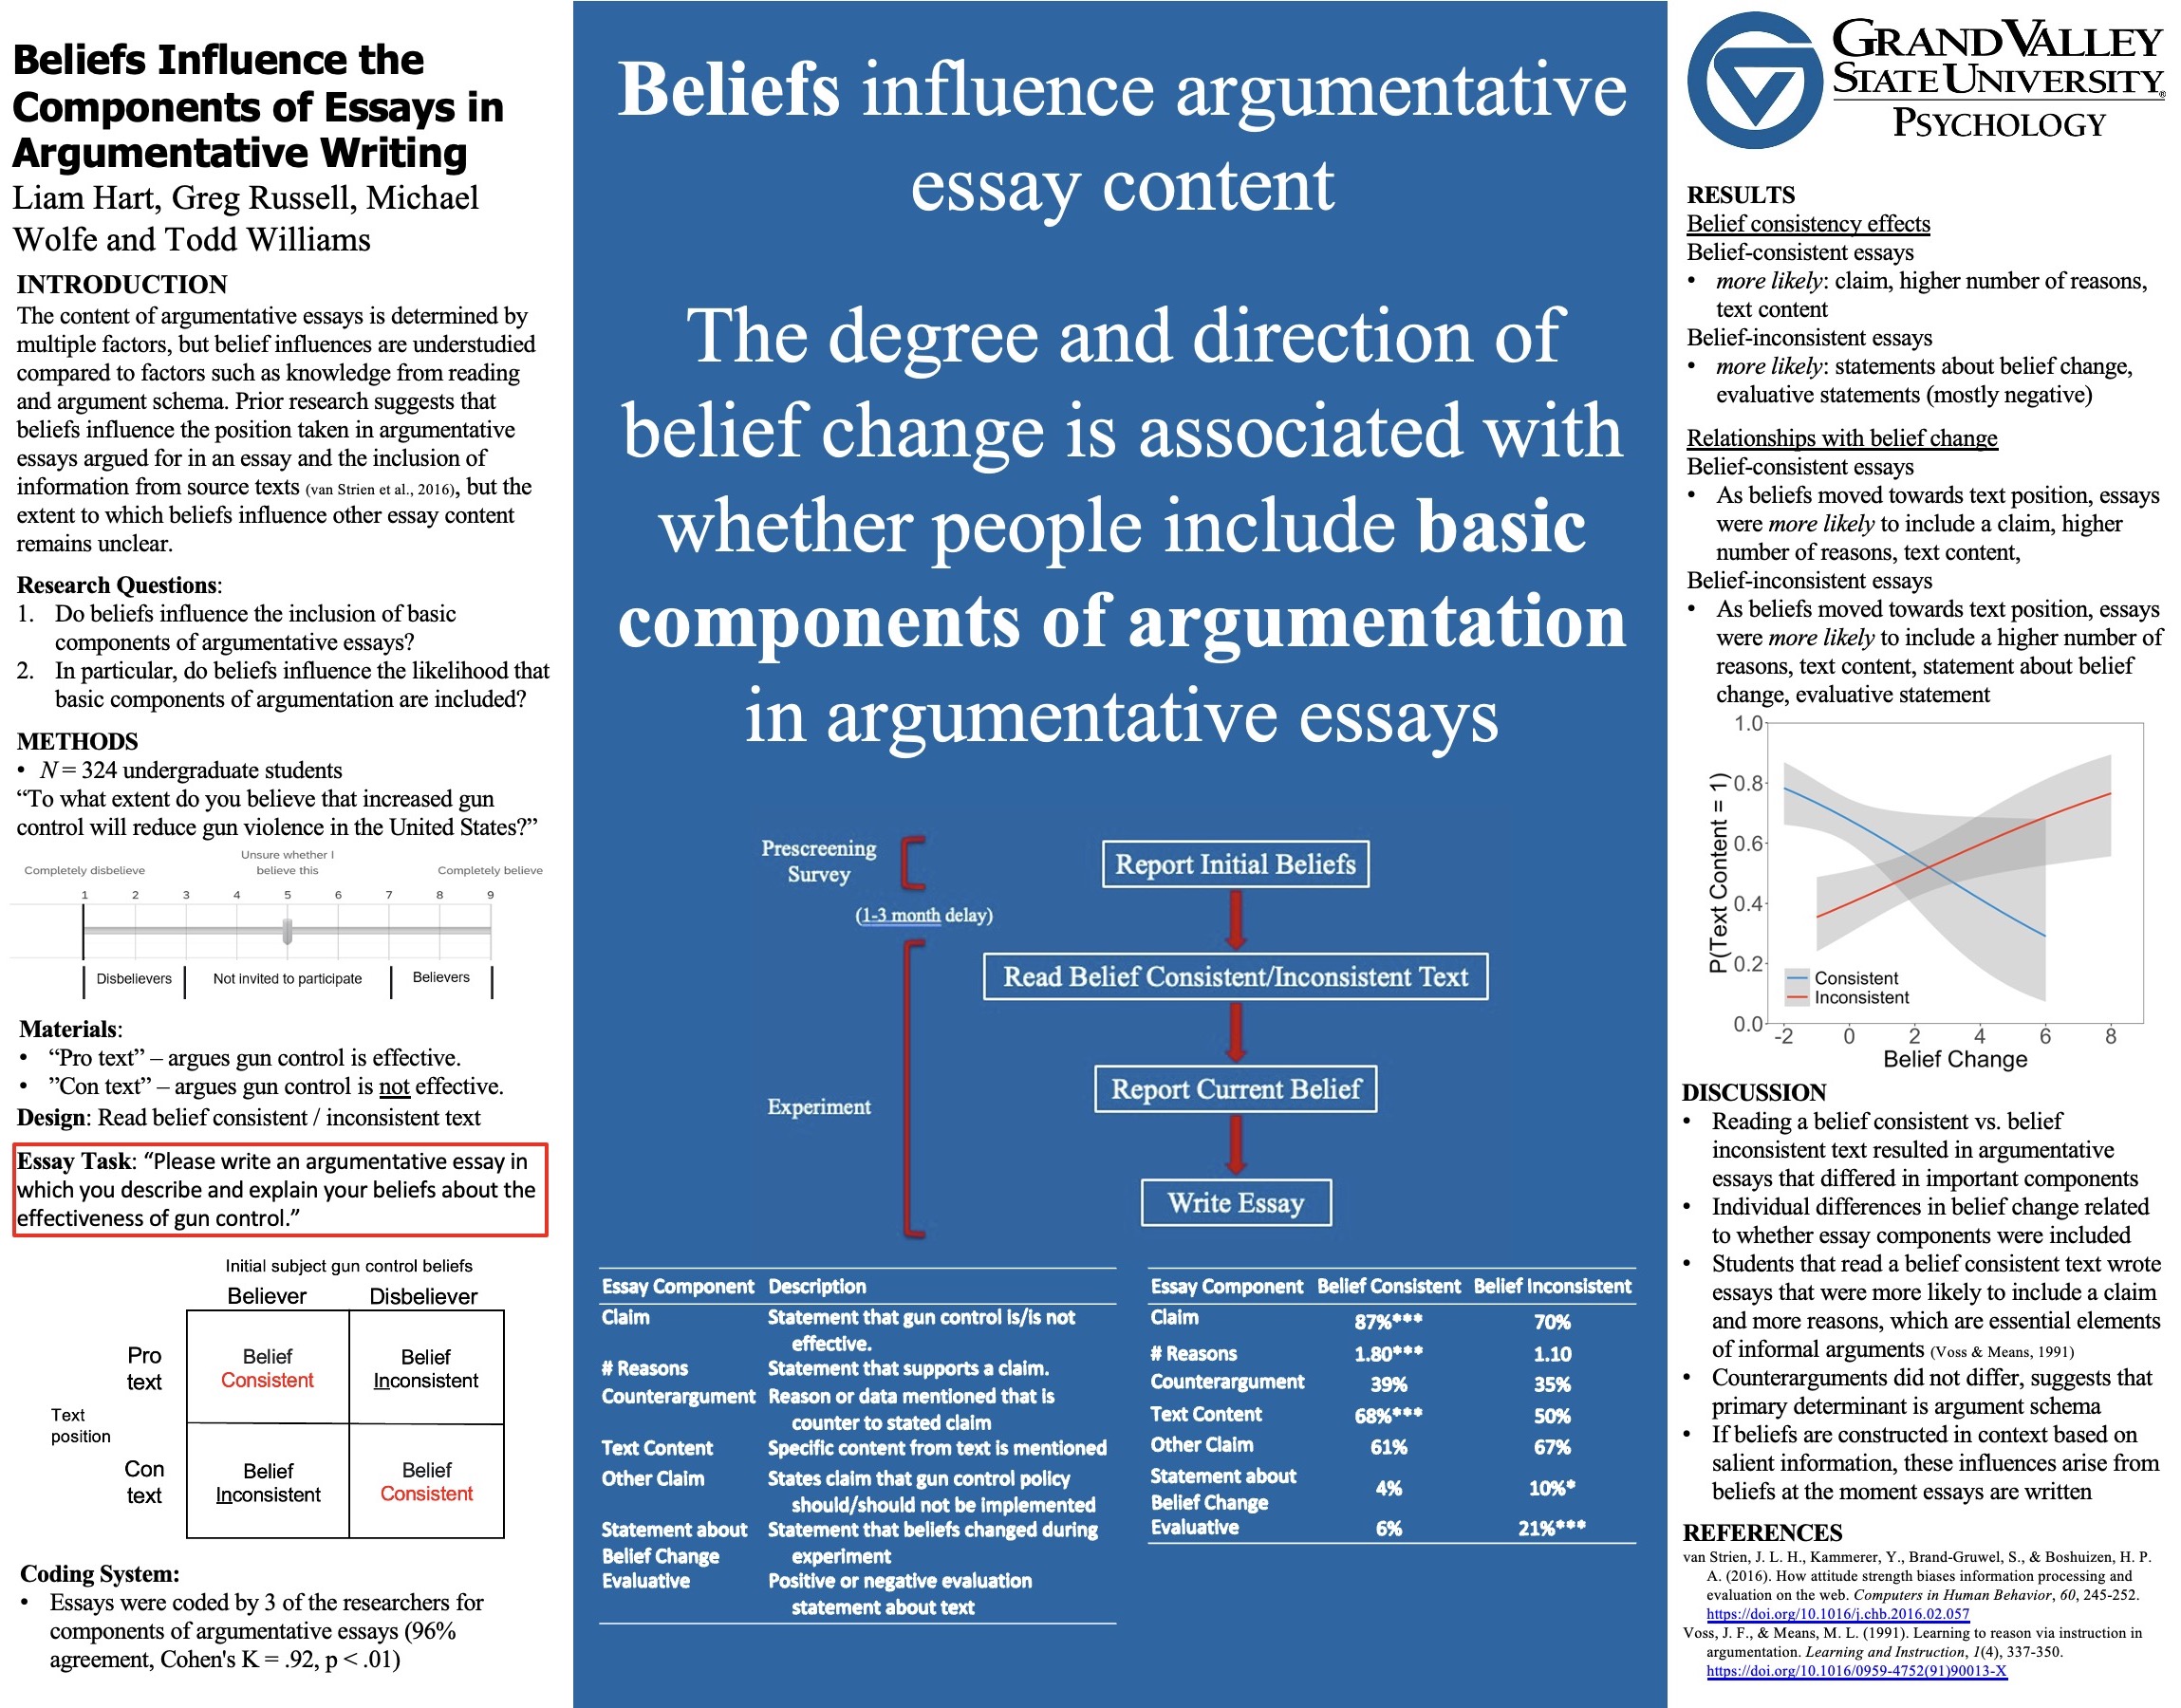 Beliefs Influence the
Components of Essays in
Argumentative Writing
Liam Hart, Greg Russell, Michael
Wolfe and Todd Williams
INTRODUCTION
The content of argumentative essays is determined by
multiple factors, but belief influences are understudied
compared to factors such as knowledge from reading
and argument schema. Prior research suggests that
beliefs influence the position taken in argumentative
essays argued for in an essay and the inclusion of
information from source texts (van Strien et al., 2016), but the
extent to which beliefs influence other essay content
remains unclear.
Research Questions:
1. Do beliefs influence the inclusion of basic
components of argumentative essays?
2. In particular, do beliefs influence the likelihood that
basic components of argumentation are included?
METHODS
• N = 324 undergraduate students
“To what extent do you believe that increased gun
control will reduce gun violence in the United States?”
Completely disbelieve
Unsure whether I
believe this
Completely believe
1 2 3 4 5 6 7 8 9
Disbelievers Not invited to participate Believers
Materials:
• “Pro text” – argues gun control is effective.
• ”Con text” – argues gun control is not effective.
Design: Read belief consistent / inconsistent text
Essay Task: “Please write an argumentative essay in
which you describe and explain your beliefs about the
effectiveness of gun control.”
Initial subject gun control beliefs
Believer Disbeliever
Text
position
Pro
text
Belief
Consistent
Belief
Inconsistent
Con
text
Belief
Inconsistent
Belief
Consistent
Coding System:
• Essays were coded by 3 of the researchers for
components of argumentative essays (96%
agreement, Cohen's K = .92, p < .01)
Beliefs influence argumentative
essay content
The degree and direction of
belief change is associated with
whether people include basic
components of argumentation
in argumentative essays
Prescreening
Survey
(1-3 month delay)
Experiment
Report Initial Beliefs
Read Belief Consistent/Inconsistent Text
Report Current Belief
Write Essay
Essay Component Description
Claim Statement that gun control is/is not
effective.
# Reasons Statement that supports a claim.
Counterargument Reason or data mentioned that is
counter to stated claim
Text Content Specific content from text is mentioned
Other Claim States claim that gun control policy
should/should not be implemented
Statement about Statement that beliefs changed during
Belief Change experiment
Evaluative Positive or negative evaluation
statement about text
Essay Component Belief Consistent Belief Inconsistent
Claim 87%*** 70%
# Reasons 1.80*** 1.10
Counterargument 39% 35%
Text Content 68%*** 50%
Other Claim 61% 67%
Statement about
Belief Change 4% 10%*
Evaluative 6% 21%***
GRAND VALLEY
STATE UNIVERSITY®
PSYCHOLOGY
RESULTS
Belief consistency effects
Belief-consistent essays
• more likely: claim, higher number of reasons,
text content
Belief-inconsistent essays
• more likely: statements about belief change,
evaluative statements (mostly negative)
Relationships with belief change
Belief-consistent essays
• As beliefs moved towards text position, essays
were more likely to include a claim, higher
number of reasons, text content,
Belief-inconsistent essays
• As beliefs moved towards text position, essays
were more likely to include a higher number of
reasons, text content, statement about belief
change, evaluative statement
P(Text Content = 1)
1.0
0.8
0.6
0.4
0.2
0.0
Consistent
Inconsistent
-2 0 2 4 6 8
Belief Change
DISCUSSION
• Reading a belief consistent vs. belief
inconsistent text resulted in argumentative
essays that differed in important components
• Individual differences in belief change related
to whether essay components were included
• Students that read a belief consistent text wrote
essays that were more likely to include a claim
and more reasons, which are essential elements
of informal arguments (Voss & Means, 1991)
• Counterarguments did not differ, suggests that
primary determinant is argument schema
• If beliefs are constructed in context based on
salient information, these influences arise from
beliefs at the moment essays are written
REFERENCES
van Strien, J. L. H., Kammerer, Y., Brand-Gruwel, S., & Boshuizen, H. P.
A. (2016). How attitude strength biases information processing and
evaluation on the web. Computers in Human Behavior, 60, 245-252.
https://doi.org/10.1016/j.chb.2016.02.057
Voss, J. F., & Means, M. L. (1991). Learning to reason via instruction in
argumentation. Learning and Instruction, 1(4), 337-350.
https://doi.org/10.1016/0959-4752(91)90013-X